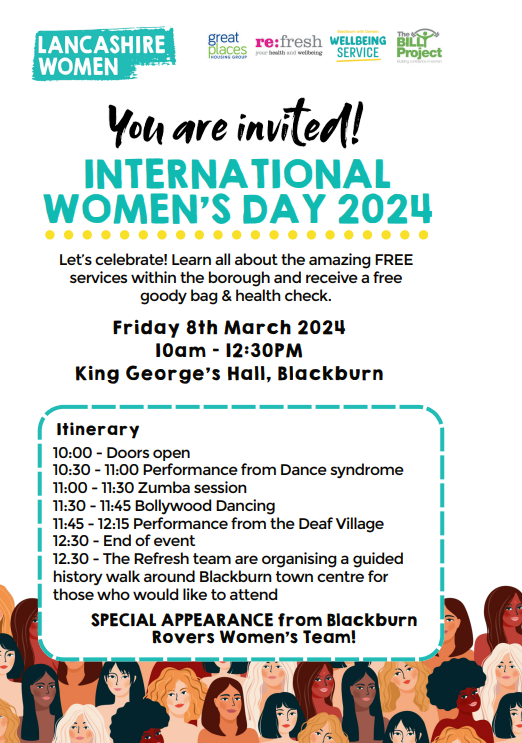 LANCASHIRE
WOMEN
great
places
HOUSING GROUP
re:fresh
your health and wellbeing
WELLBEING
SERVICE
The
BILLY
Project
You are invited!
INTERNATIONAL
WOMEN'S DAY 2024
Let's celebrate! Learn all about the amazing FREE
services within the borough and receive a free
goody bag & health check.
Friday 8th March 2024
10am - 12:30PM
King George's Hall, Blackburn
Itinerary
10:00 - Doors open
10:30 - 11:00 Performance from Dance syndrome
11:00 - 11:30 Zumba session
11:30 - 11:45 Bollywood Dancing
11:45 - 12:15 Performance from the Deaf Village
12:30 - End of event
12.30 - The Refresh team are organising a guided
history walk around Blackburn town centre for
those who would like to attend
SPECIAL APPEARANCE from Blackburn
Rovers Women's Team!